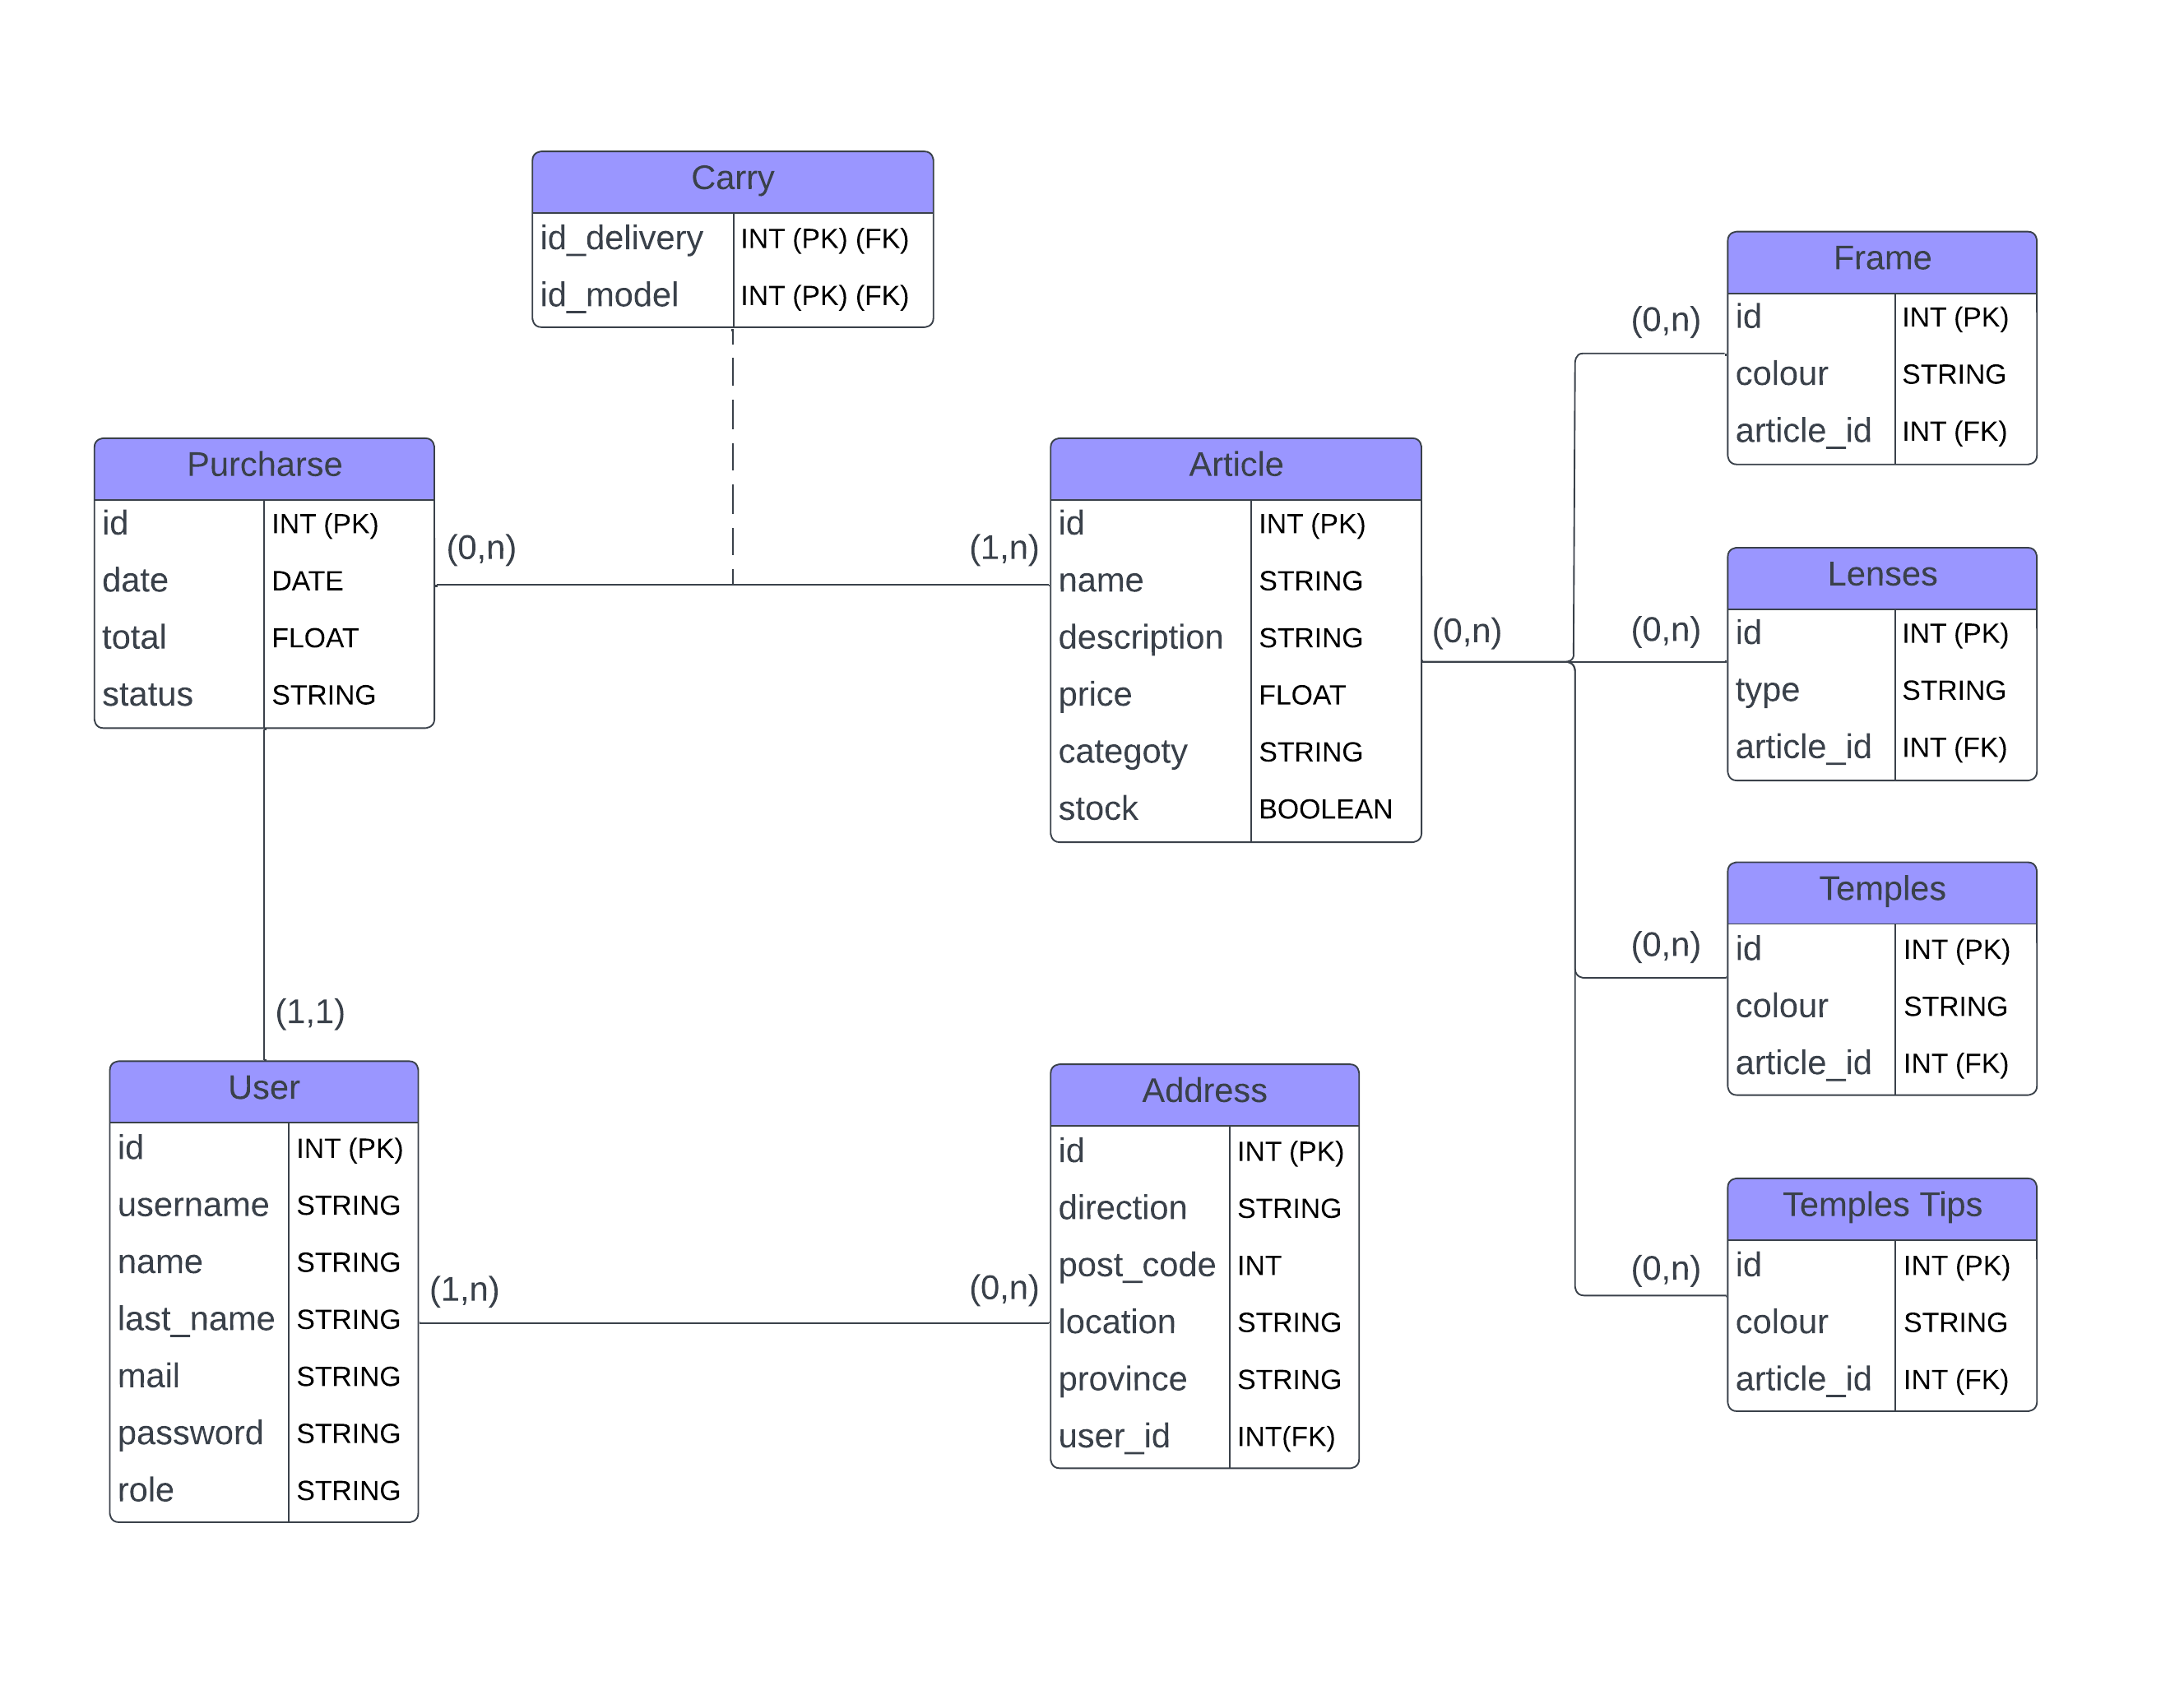 Carry
id_delivery INT (PK) (FK)
id_model INT (PK) (FK)
Purcharse
id INT (PK)
date DATE
total FLOAT
status STRING
(0,n)
(1,n)
Article
id INT (PK)
name STRING
description STRING
price FLOAT
categoty STRING
stock BOOLEAN
(0,n)
(0,n)
Frame
id INT (PK)
colour STRING
article_id INT (FK)
(0,n)
Lenses
id INT (PK)
type STRING
article_id INT (FK)
(0,n)
Temples
id INT (PK)
colour STRING
article_id INT (FK)
(0,n)
Temples Tips
id INT (PK)
colour STRING
article_id INT (FK)
(1,1)
User
id INT (PK)
username STRING
name STRING
last_name STRING
mail STRING
password STRING
role STRING
(1,n)
(0,n)
Address
id INT (PK)
direction STRING
post_code INT
location STRING
province STRING
user_id INT(FK)